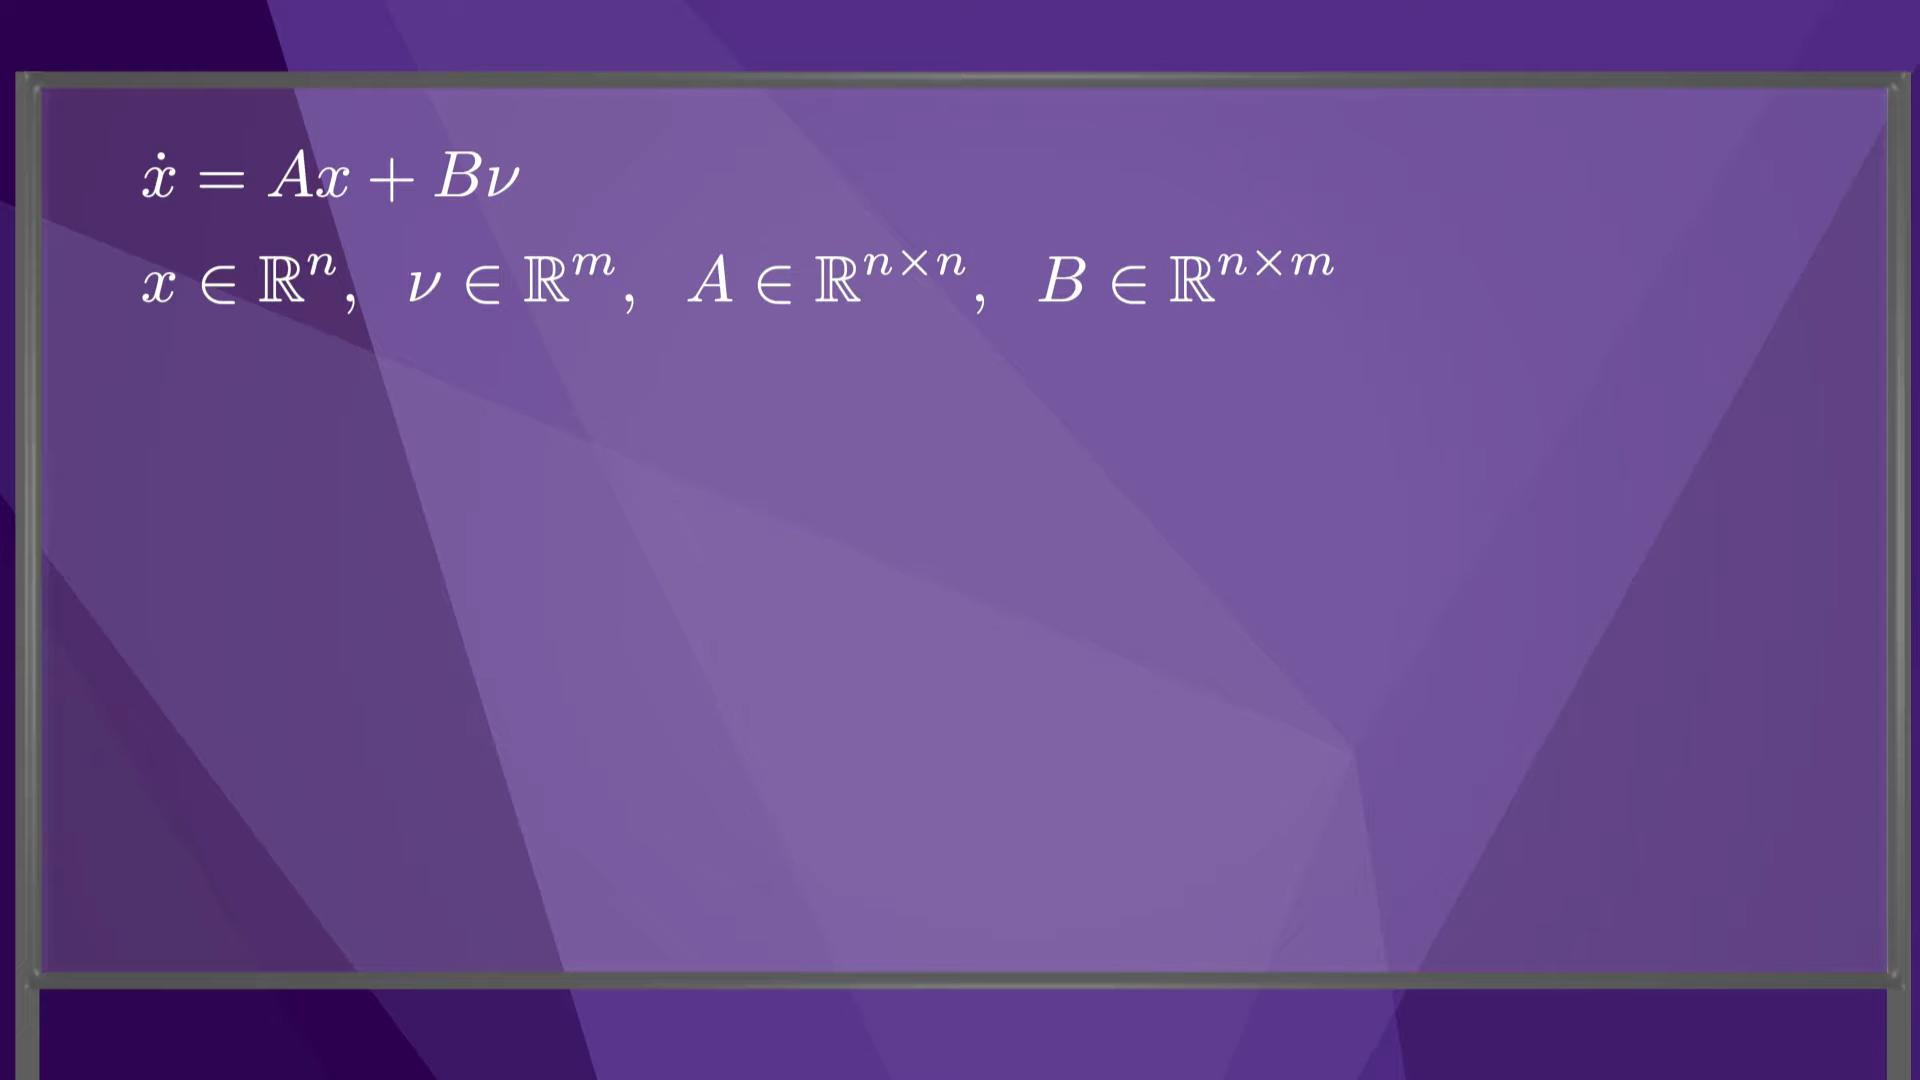 ẋ = Ax + Bν
x ∈ ℝⁿ, ν ∈ ℝᵐ, A ∈ ℝⁿˣⁿ, B ∈ ℝⁿˣᵐ